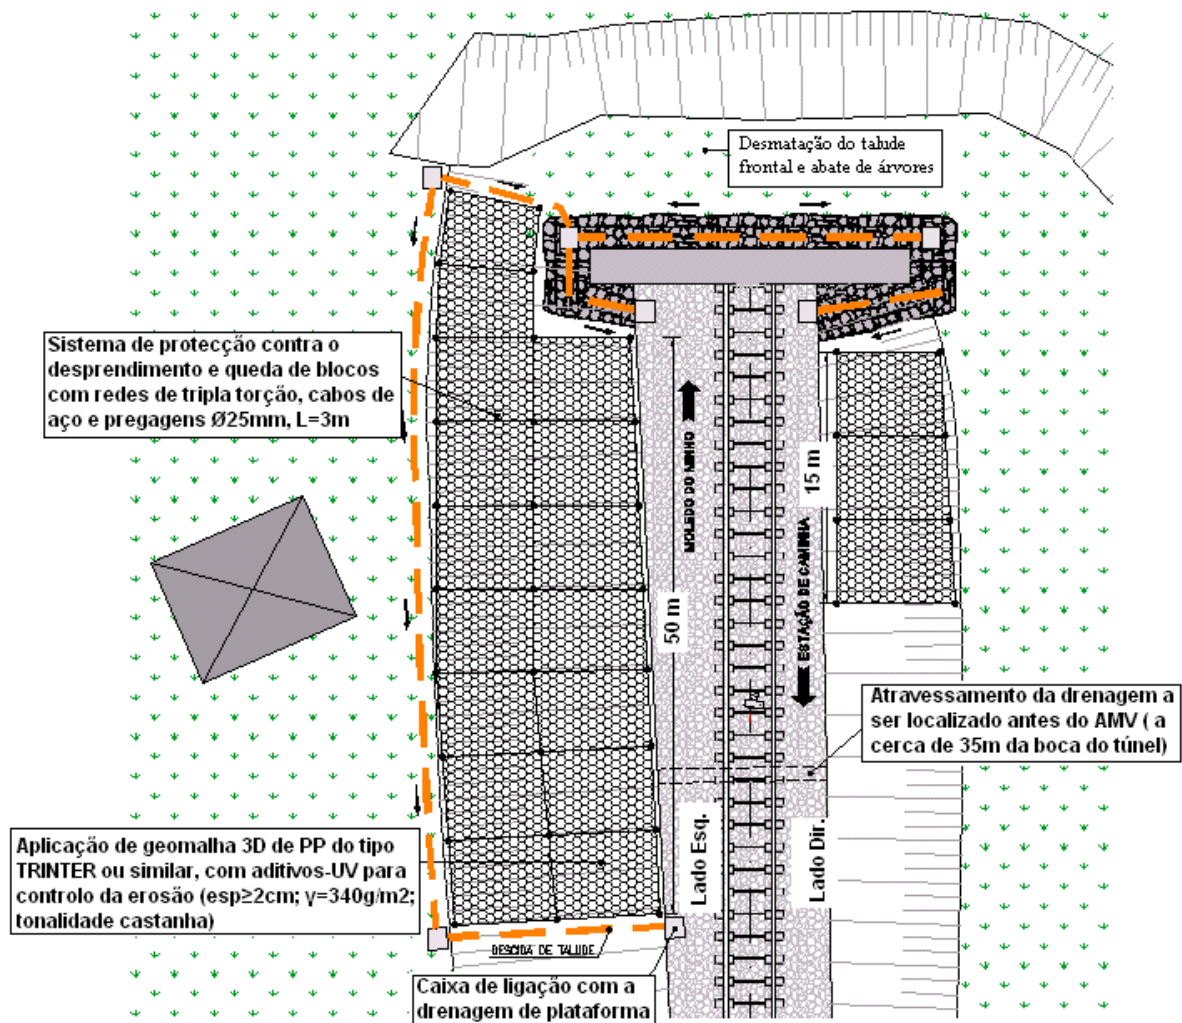 Desmatação do talude
frontal e abate de árvores
Sistema de protecção contra o
desprendimento e queda de blocos
com redes de tripla torção, cabos de
aço e pregagens Ø25mm, L=3m
MOLEDO DO MINHO
15 m
ESTAÇÃO DE CAMINHA
50 m
Atravessamento da drenagem a
ser localizado antes do AMV ( a
cerca de 35m da boca do túnel)
Lado Esq.
Lado Dir.
Aplicação de geomalha 3D de PP do tipo
TRINTER ou similar, com aditivos-UV para
controlo da erosão (esp≥2cm; γ=340g/m2;
tonalidade castanha)
DESCIDA DE TALUDE
Caixa de ligação com a
drenagem de plataforma